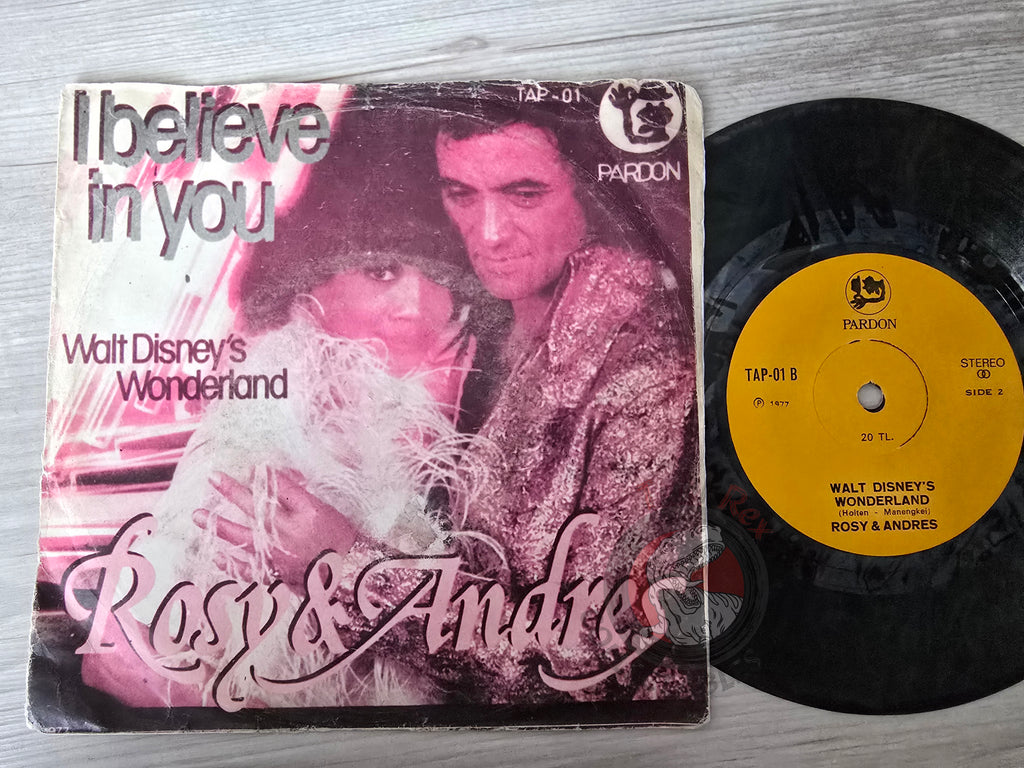 I believe
in you
TAP-01
PARDON
Walt Disney's
Wonderland
Rosy & Andres
PARDON
TAP-01 B
STEREO
SIDE 2
℗ 1977
20 TL.
WALT DISNEY'S
WONDERLAND
(Holten - Manengkei)
ROSY & ANDRES
Rex